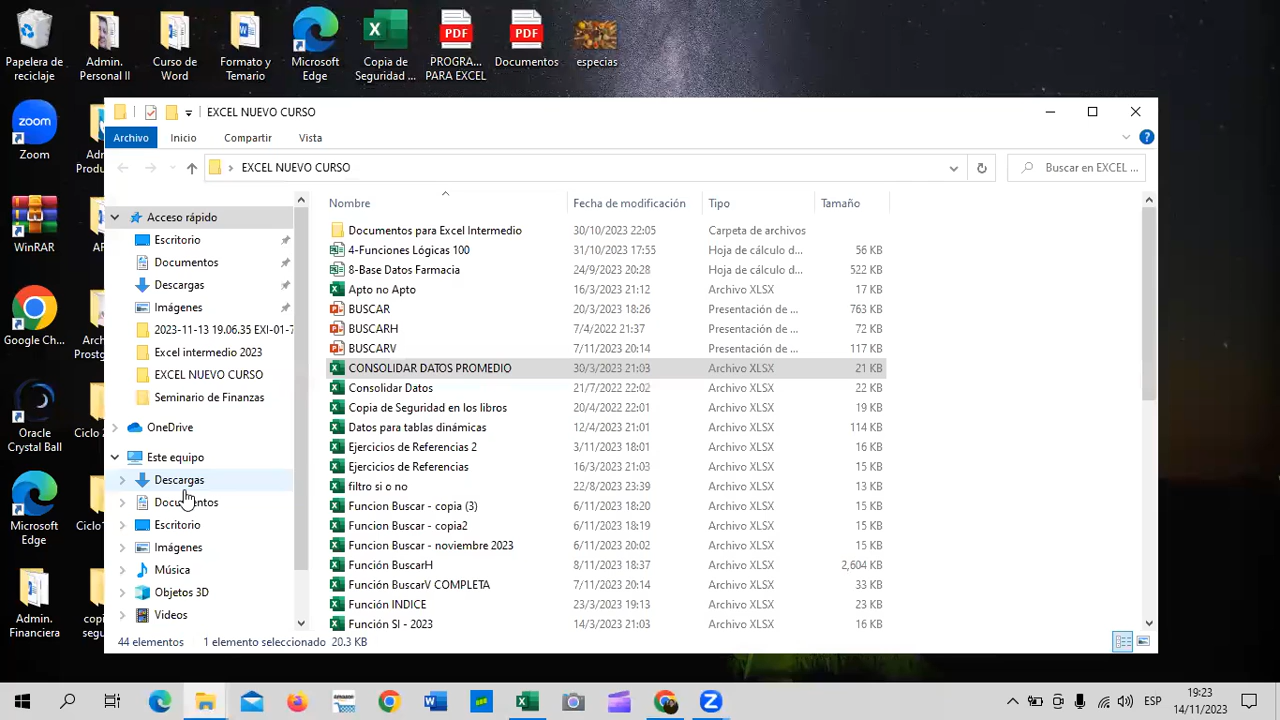 Papelera de
reciclaje
Admin.
Personal II
Curso de
Word
Formato y
Temario
Microsoft
Edge
Copia de
Seguridad ...
PROGRA...
PARA EXCEL
Documentos
especias
PDF
PDF
zoom
Zoom
WinRAR
Google Ch...
Oracle
Crystal Ball
Microsoft
Edge
Admin.
Financiera
EXCEL NUEVO CURSO
Archivo
Inicio
Compartir
Vista
EXCEL NUEVO CURSO
Buscar en EXCEL ...
Acceso rápido
Escritorio
Documentos
Descargas
Imágenes
2023-11-13 19.06.35 EXI-01-7
Excel intermedio 2023
EXCEL NUEVO CURSO
Seminario de Finanzas
OneDrive
Este equipo
Descargas
Documentos
Escritorio
Imágenes
Música
Objetos 3D
Videos
Nombre Fecha de modificación Tipo Tamaño
Documentos para Excel Intermedio 30/10/2023 22:05 Carpeta de archivos
4-Funciones Lógicas 100 31/10/2023 17:55 Hoja de cálculo d... 56 KB
8-Base Datos Farmacia 24/9/2023 20:28 Hoja de cálculo d... 522 KB
Apto no Apto 16/3/2023 21:12 Archivo XLSX 17 KB
BUSCAR 20/3/2023 18:26 Presentación de ... 763 KB
BUSCARH 7/4/2022 21:37 Presentación de ... 72 KB
BUSCARV 7/11/2023 20:14 Presentación de ... 117 KB
CONSOLIDAR DATOS PROMEDIO 30/3/2023 21:03 Archivo XLSX 21 KB
Consolidar Datos 21/7/2022 22:02 Archivo XLSX 22 KB
Copia de Seguridad en los libros 20/4/2022 22:01 Archivo XLSX 19 KB
Datos para tablas dinámicas 12/4/2023 21:01 Archivo XLSX 114 KB
Ejercicios de Referencias 2 3/11/2023 18:01 Archivo XLSX 16 KB
Ejercicios de Referencias 16/3/2023 21:03 Archivo XLSX 14 KB
filtro si o no 22/8/2023 23:39 Archivo XLSX 13 KB
Funcion Buscar - copia (3) 6/11/2023 18:20 Archivo XLSX 15 KB
Funcion Buscar - copia2 6/11/2023 18:19 Archivo XLSX 15 KB
Funcion Buscar - noviembre 2023 6/11/2023 20:02 Archivo XLSX 15 KB
Función BuscarH 8/11/2023 18:37 Archivo XLSX 2,604 KB
Función BuscarV COMPLETA 7/11/2023 20:14 Archivo XLSX 33 KB
Función INDICE 23/3/2023 19:13 Archivo XLSX 23 KB
Función SI - 2023 14/3/2023 21:03 Archivo XLSX 16 KB
44 elementos 1 elemento seleccionado 20.3 KB
ESP
19:23
14/11/2023